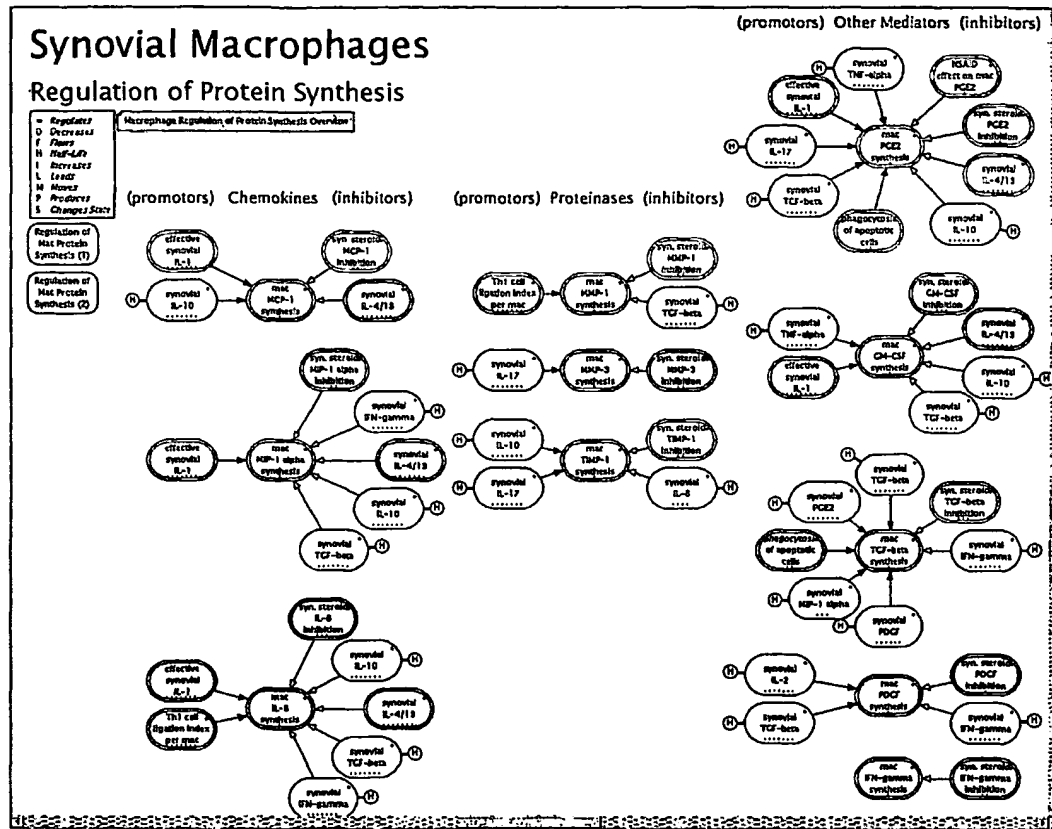 Synovial Macrophages
Regulation of Protein Synthesis
Regulates
D Decreases
F Flows
H Half-Life
I Increases
L Leads
M Moves
P Produces
S Changes State
Macrophage Regulation of Protein Synthesis Overview
Regulation of
Mac Protein
Synthesis (1)
Regulation of
Mac Protein
Synthesis (2)
(promotors) Chemokines (inhibitors)
effective
synovial
IL-1
syn. steroid
MCP-1
inhibition
H
synovial
IL-10
mac
MCP-1
synthesis
synovial
IL-4/13
syn. steroid
MIP-1 alpha
inhibition
synovial
IFN-gamma
H
effective
synovial
IL-1
mac
MIP-1 alpha
synthesis
synovial
IL-4/13
synovial
IL-10
H
synovial
TGF-beta
H
syn. steroid
IL-8
inhibition
synovial
IL-10
H
effective
synovial
IL-1
mac
IL-8
synthesis
synovial
IL-4/13
Th1 cell
ligation index
per mac
synovial
TGF-beta
H
synovial
IFN-gamma
H
(promotors) Proteinases (inhibitors)
syn. steroid
MMP-1
inhibition
Th1 cell
ligation index
per mac
mac
MMP-1
synthesis
synovial
TGF-beta
H
H
synovial
IL-17
mac
MMP-3
synthesis
syn. steroid
MMP-3
inhibition
H
synovial
IL-10
syn. steroid
TIMP-1
inhibition
mac
TIMP-1
synthesis
H
synovial
IL-17
synovial
IL-8
H
(promotors) Other Mediators (inhibitors)
H
synovial
TNF-alpha
NSAID
effect on mac
PGE2
effective
synovial
IL-1
syn. steroid
PGE2
inhibition
H
synovial
IL-17
mac
PGE2
synthesis
synovial
IL-4/13
H
synovial
TGF-beta
phagocytosis
of apoptotic
cells
synovial
IL-10
H
syn. steroid
GM-CSF
inhibition
H
synovial
TNF-alpha
synovial
IL-4/13
mac
GM-CSF
synthesis
effective
synovial
IL-1
synovial
IL-10
H
synovial
TGF-beta
H
H
synovial
TGF-beta
synovial
PGE2
H
syn. steroid
TGF-beta
inhibition
phagocytosis
of apoptotic
cells
mac
TGF-beta
synthesis
synovial
IFN-gamma
H
H
synovial
MIP-1 alpha
H
synovial
PDGF
H
synovial
IL-2
syn. steroid
PDGF
inhibition
mac
PDGF
synthesis
H
synovial
TGF-beta
synovial
IFN-gamma
H
mac
IFN-gamma
synthesis
syn. steroid
IFN-gamma
inhibition